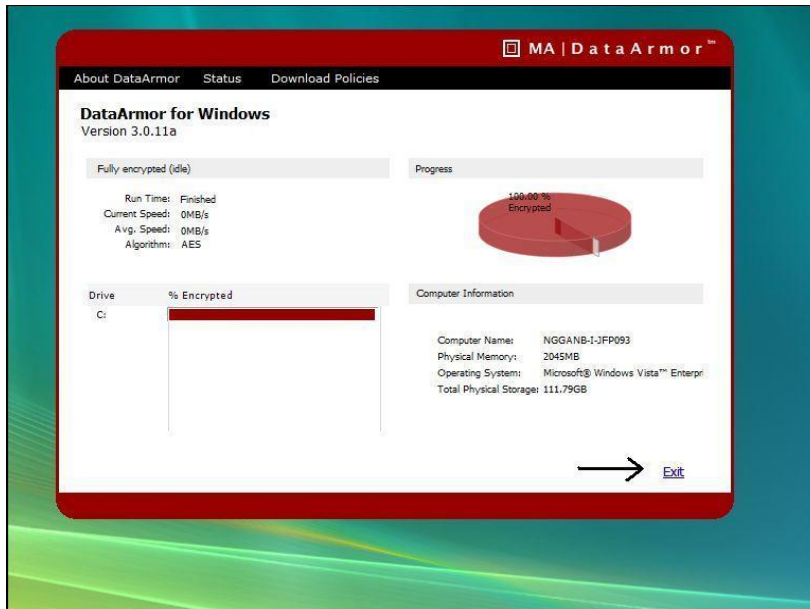 MA | DataArmor™
About DataArmor Status Download Policies
DataArmor for Windows
Version 3.0.11a
Fully encrypted (idle)
Run Time: Finished
Current Speed: 0MB/s
Avg. Speed: 0MB/s
Algorithm: AES
Progress
100.00 %
Encrypted
Drive % Encrypted
C:
Computer Information
Computer Name: NGGANB-I-JFP093
Physical Memory: 2045MB
Operating System: Microsoft® Windows Vista™ Enterpr
Total Physical Storage: 111.79GB
Exit